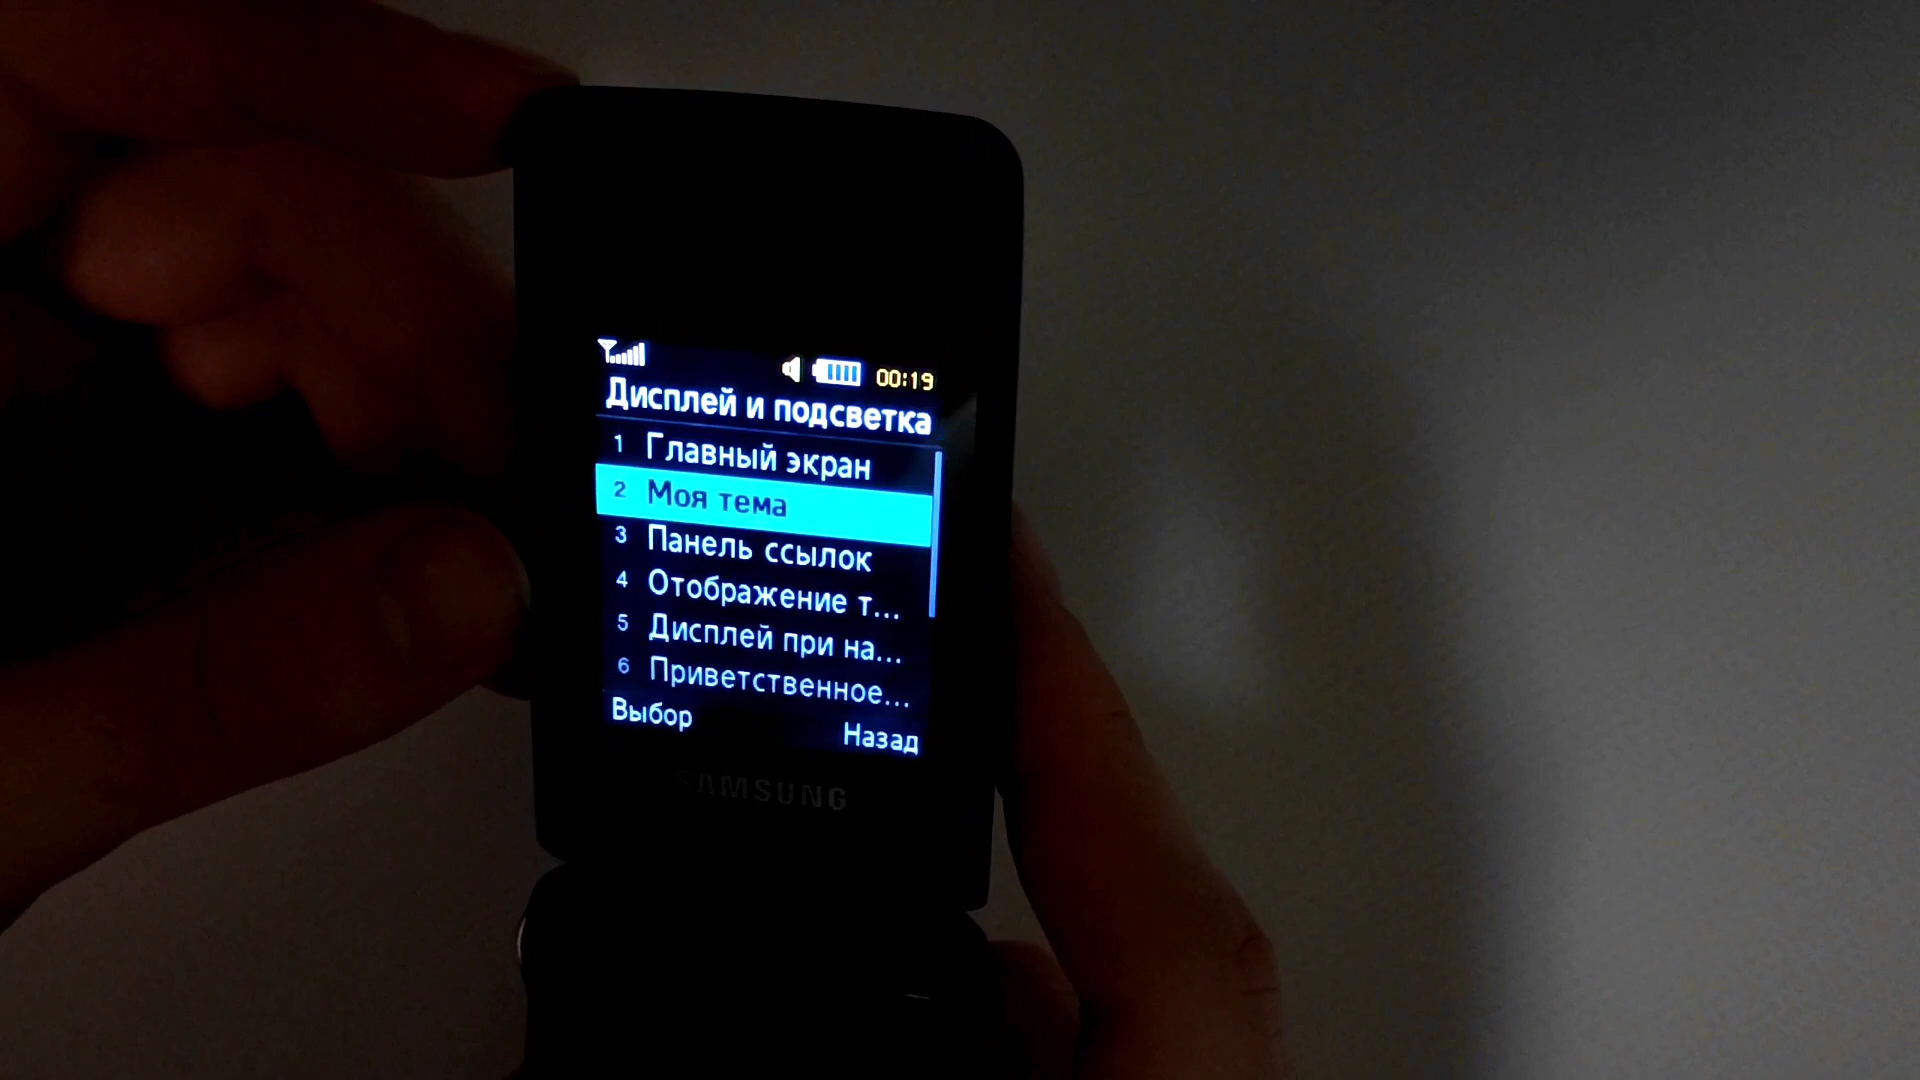 00:19
Дисплей и подсветка
1 Главный экран
2 Моя тема
3 Панель ссылок
4 Отображение т...
5 Дисплей при на...
6 Приветственное...
Выбор Назад
SAMSUNG